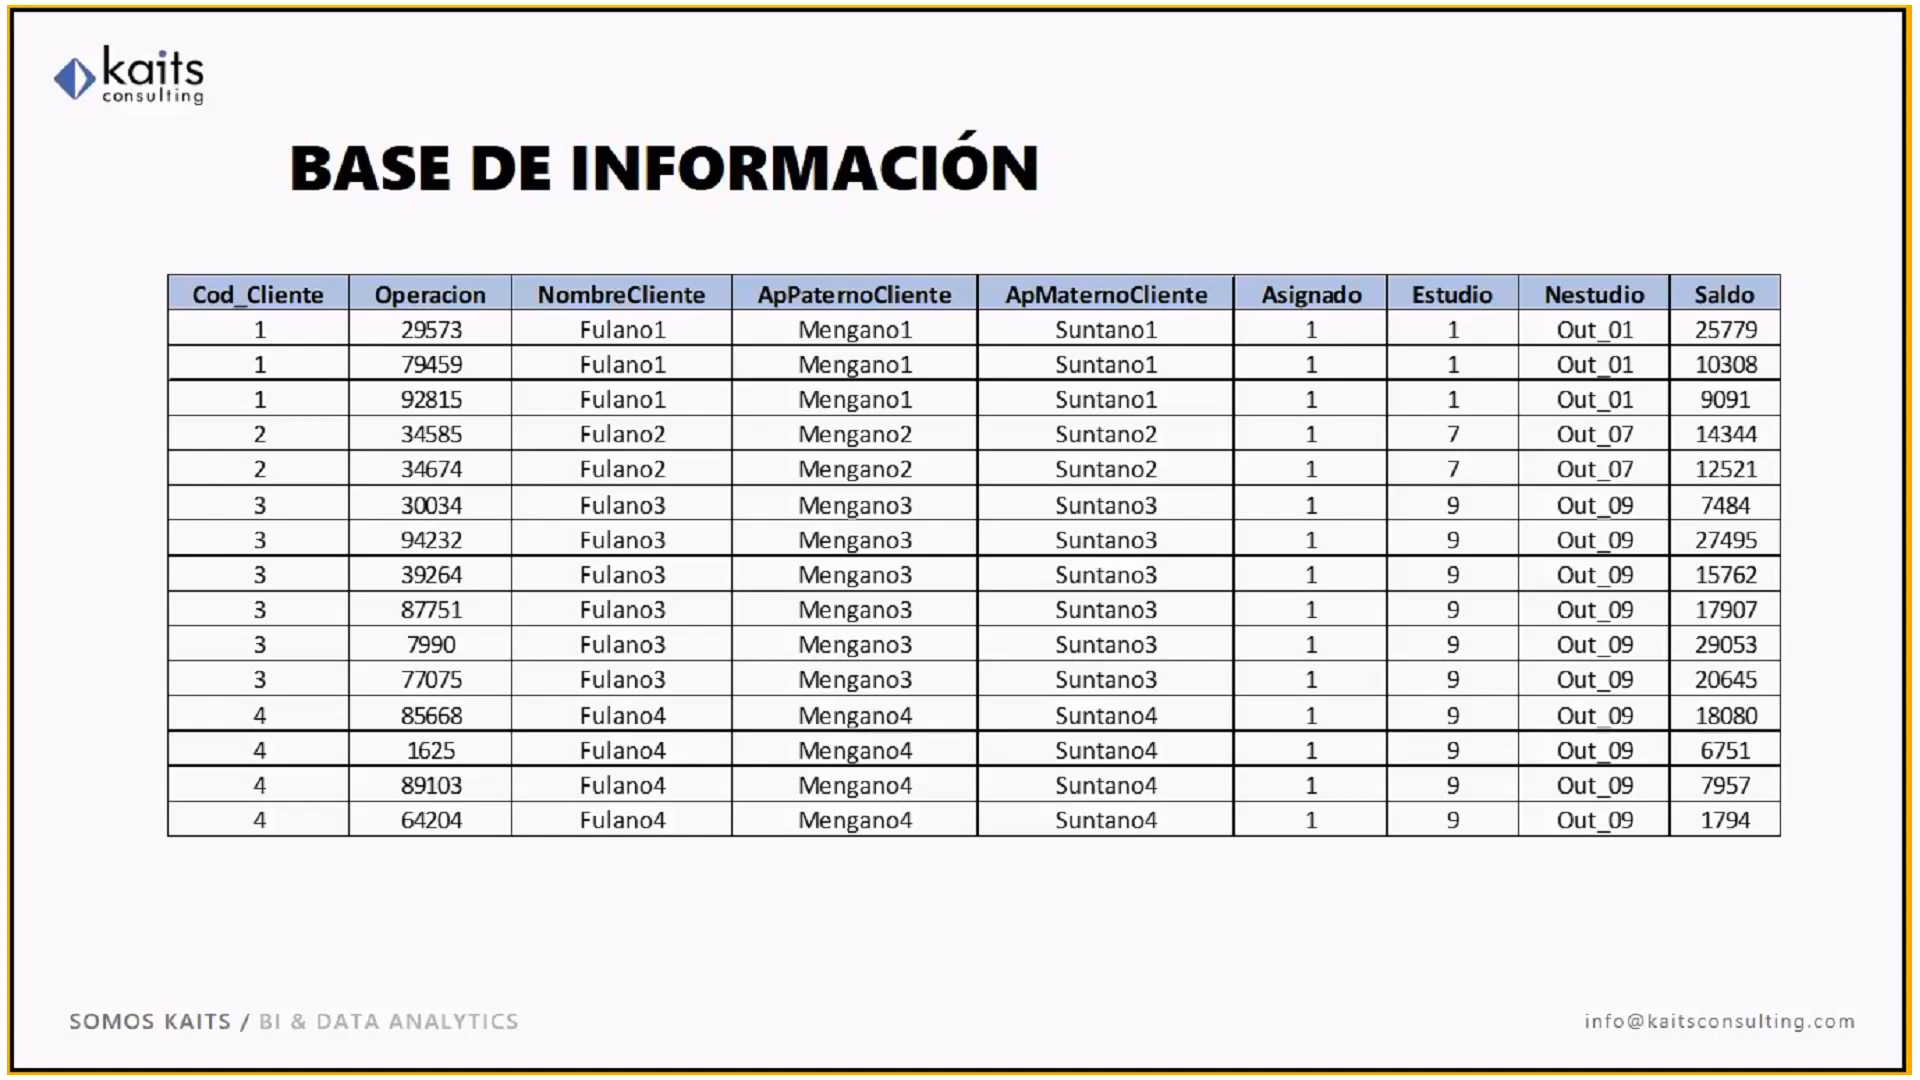 kaits
consulting
BASE DE INFORMACIÓN
Cod_Cliente Operacion NombreCliente ApPaternoCliente ApMaternoCliente Asignado Estudio Nestudio Saldo
1 29573 Fulano1 Mengano1 Suntano1 1 1 Out_01 25779
1 79459 Fulano1 Mengano1 Suntano1 1 1 Out_01 10308
1 92815 Fulano1 Mengano1 Suntano1 1 1 Out_01 9091
2 34585 Fulano2 Mengano2 Suntano2 1 7 Out_07 14344
2 34674 Fulano2 Mengano2 Suntano2 1 7 Out_07 12521
3 30034 Fulano3 Mengano3 Suntano3 1 9 Out_09 7484
3 94232 Fulano3 Mengano3 Suntano3 1 9 Out_09 27495
3 39264 Fulano3 Mengano3 Suntano3 1 9 Out_09 15762
3 87751 Fulano3 Mengano3 Suntano3 1 9 Out_09 17907
3 7990 Fulano3 Mengano3 Suntano3 1 9 Out_09 29053
3 77075 Fulano3 Mengano3 Suntano3 1 9 Out_09 20645
4 85668 Fulano4 Mengano4 Suntano4 1 9 Out_09 18080
4 1625 Fulano4 Mengano4 Suntano4 1 9 Out_09 6751
4 89103 Fulano4 Mengano4 Suntano4 1 9 Out_09 7957
4 64204 Fulano4 Mengano4 Suntano4 1 9 Out_09 1794
SOMOS KAITS / BI & DATA ANALYTICS
info@kaitsconsulting.com